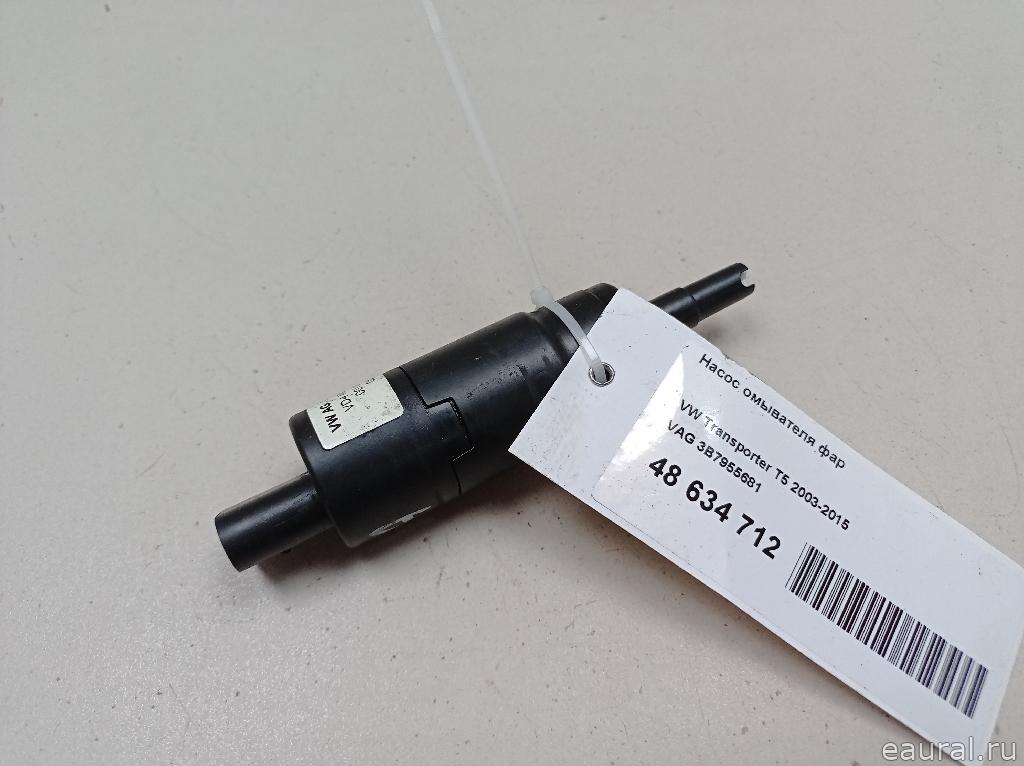 Насос омывателя фар
VW Transporter T5 2003-2015
VAG 3B7955681
48 634 712
VW AG
eaural.ru